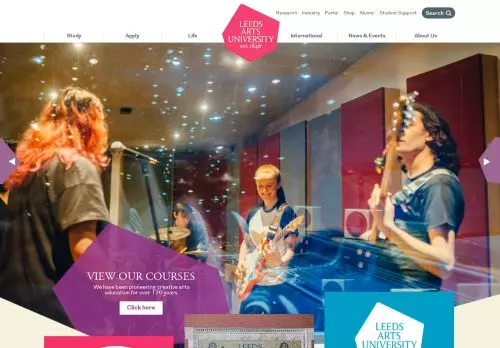 Research Industry Portal Shop Alumni Student Support Search
Study Apply Life International News & Events About Us
LEEDS
ARTS
UNIVERSITY
est.1846
VIEW OUR COURSES
We have been pioneering creative arts
education for over 170 years.
Click here
LEEDS
LEEDS
ARTS
UNIVERSITY